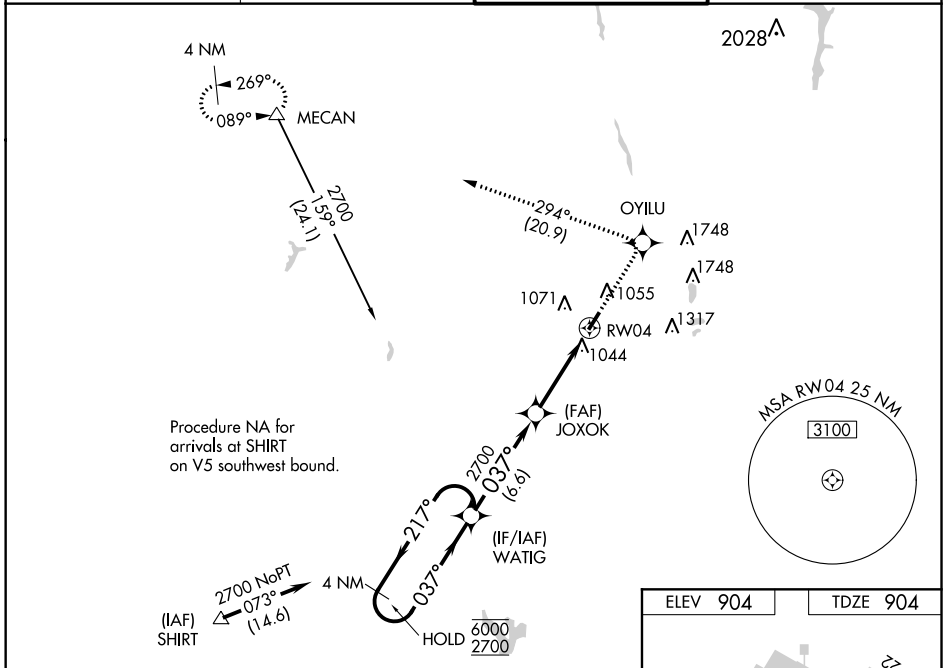 2028
4 NM
269°
089°
MECAN
2700
159°
(24.1)
294°
(20.9)
OYILU
1748
1748
1071
1055
RW04
1317
1044
MSA RW04 25 NM
3100
(FAF)
JOXOK
Procedure NA for
arrivals at SHIRT
on V5 southwest bound.
2700
037°
(6.6)
217°
(IF/IAF)
WATIG
037°
4 NM
2700 NoPT
073°
(14.6)
(IAF)
SHIRT
HOLD
6000
2700
ELEV 904
TDZE 904
22